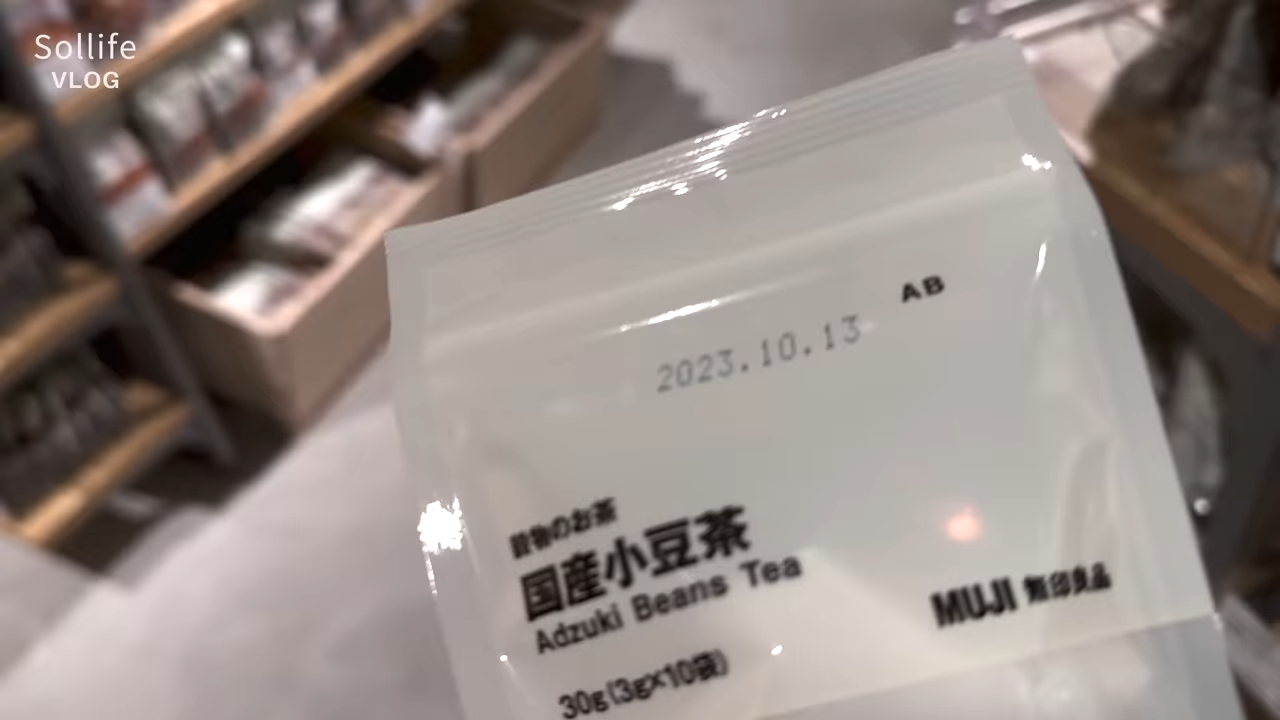 Sollife
VLOG
AB
2023.10.13
穀物のお茶
国産小豆茶
Adzuki Beans Tea
MUJI 無印良品
30g(3g×10袋)